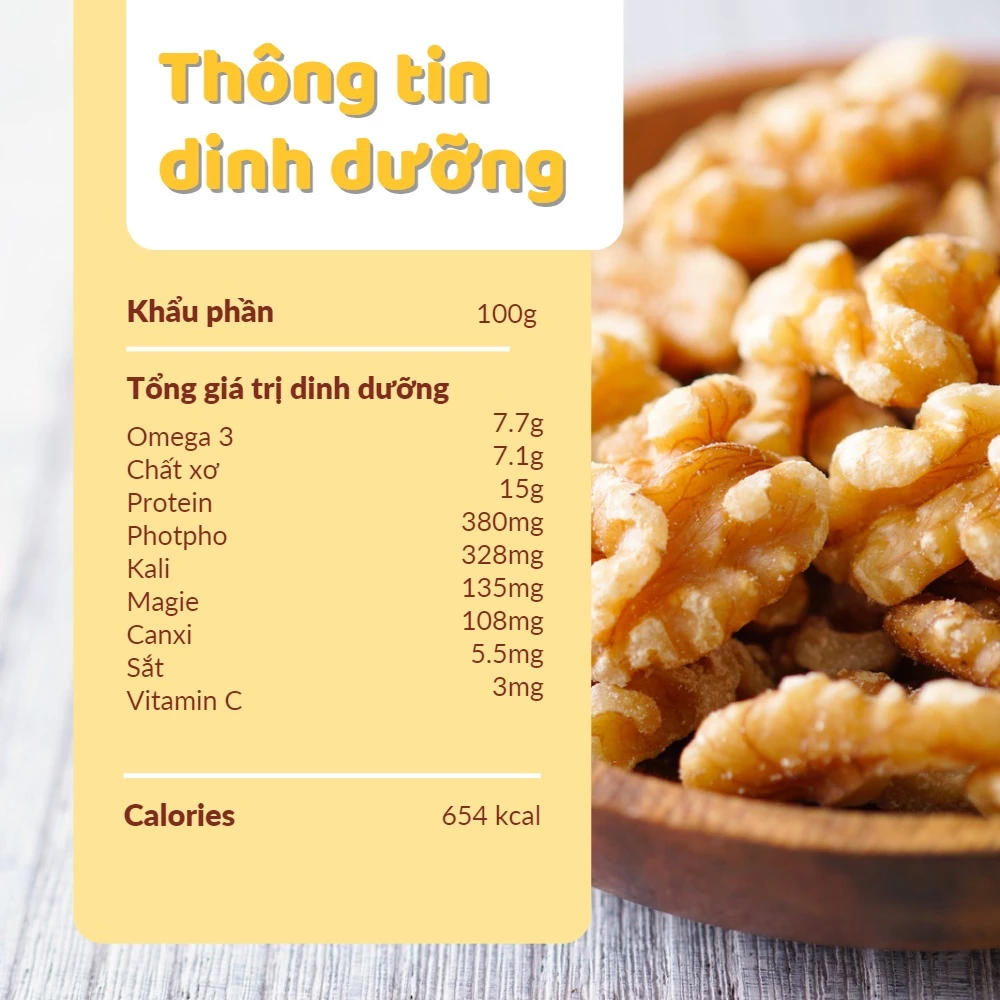 Thông tin
dinh dưỡng
Khẩu phần 100g
Tổng giá trị dinh dưỡng
Omega 3 7.7g
Chất xơ 7.1g
Protein 15g
Photpho 380mg
Kali 328mg
Magie 135mg
Canxi 108mg
Sắt 5.5mg
Vitamin C 3mg
Calories 654 kcal